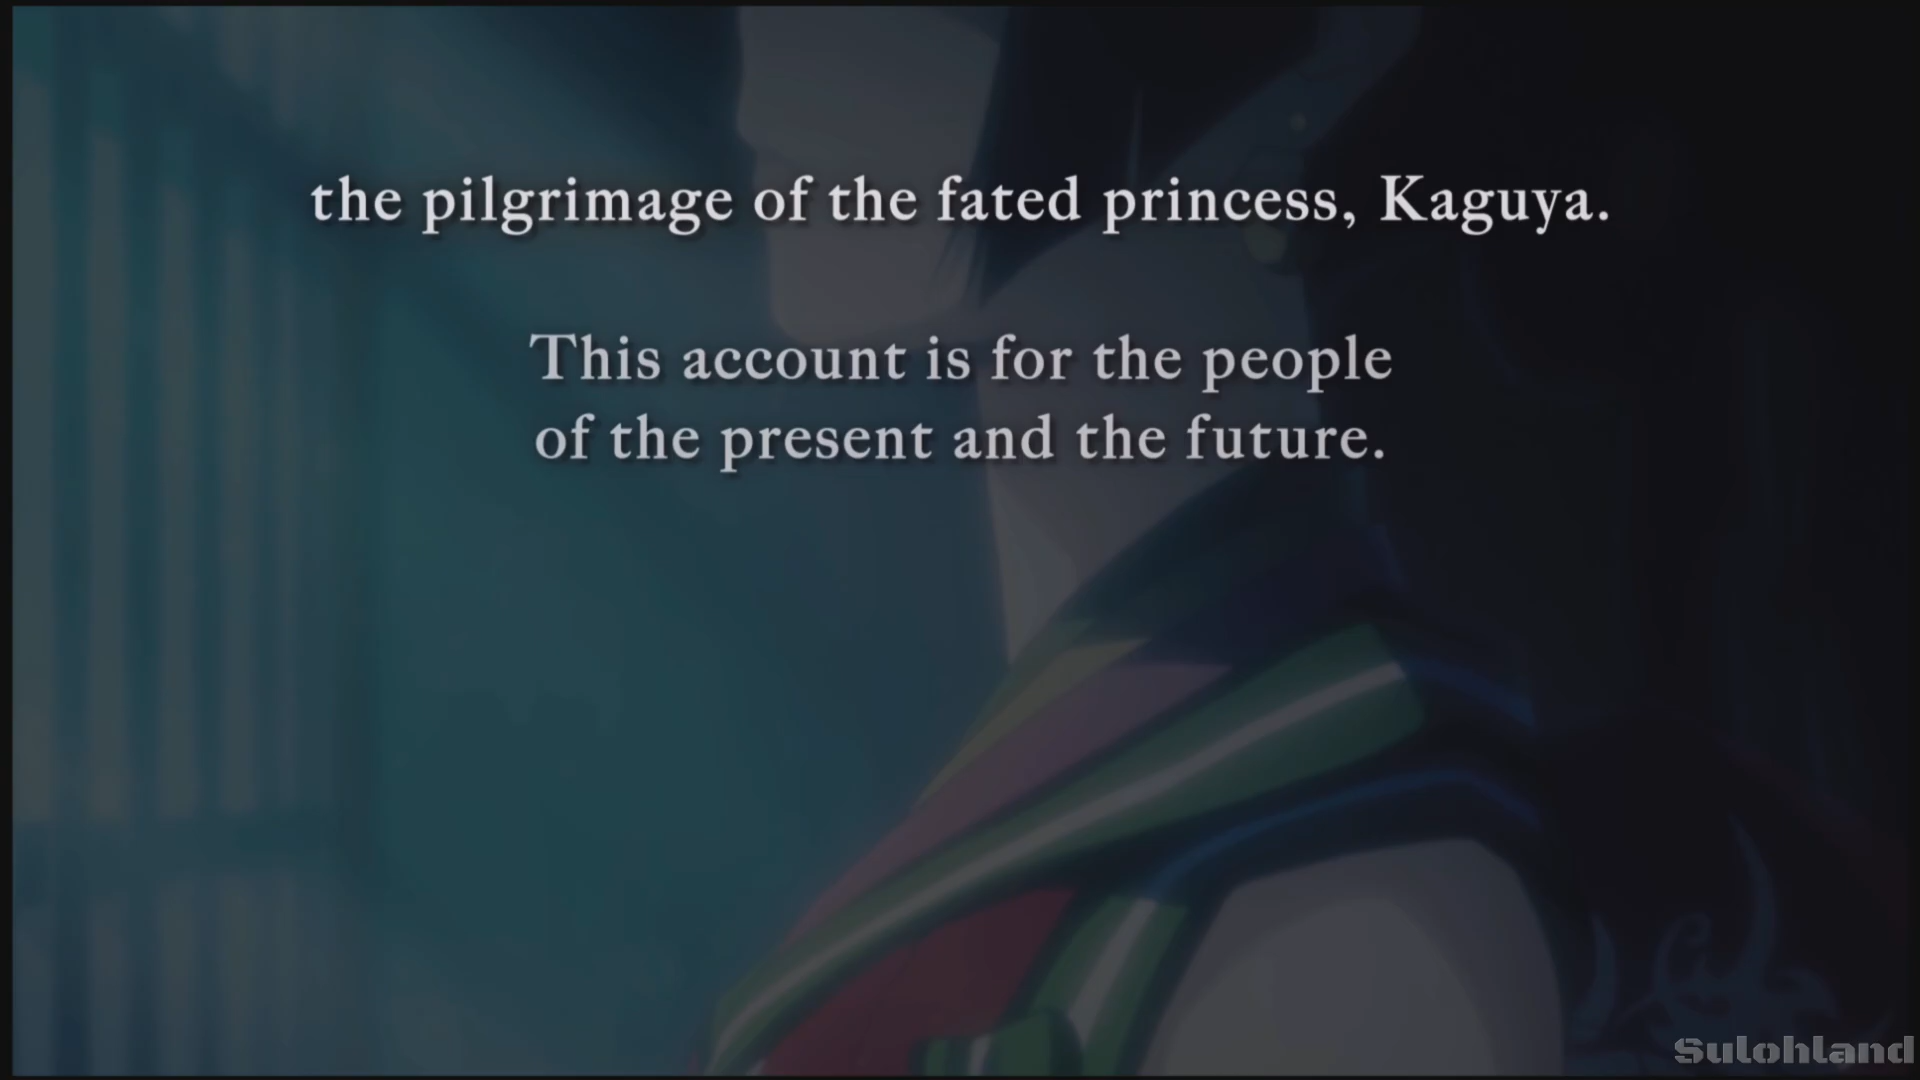 the pilgrimage of the fated princess, Kaguya.
This account is for the people
of the present and the future.
Sulohland